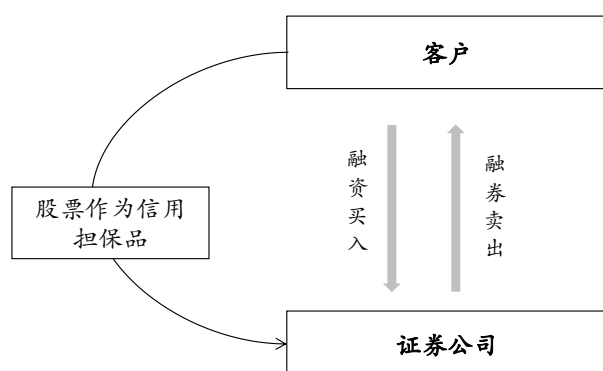 客户
融资买入
融券卖出
股票作为信用
担保品
证券公司